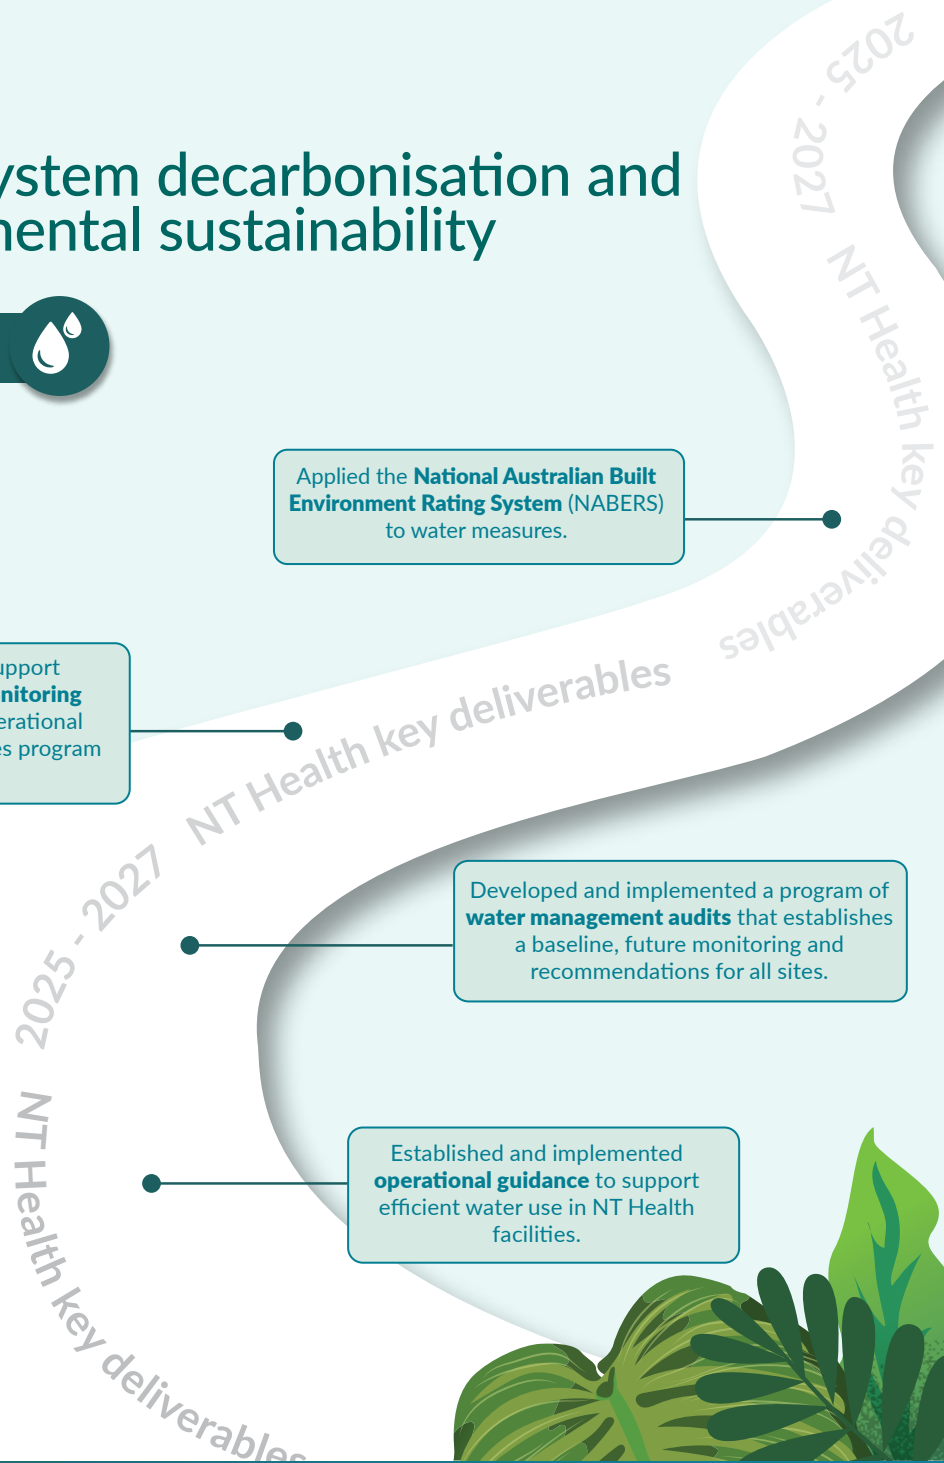 ystem decarbonisation and
mental sustainability
2025 - 2027 NT Health key deliverables
Applied the National Australian Built
Environment Rating System (NABERS)
to water measures.
upport
nitoring
erational
es program
2025 - 2027 NT Health key deliverables
Developed and implemented a program of
water management audits that establishes
a baseline, future monitoring and
recommendations for all sites.
Established and implemented
operational guidance to support
efficient water use in NT Health
facilities.
NT Health key deliverables